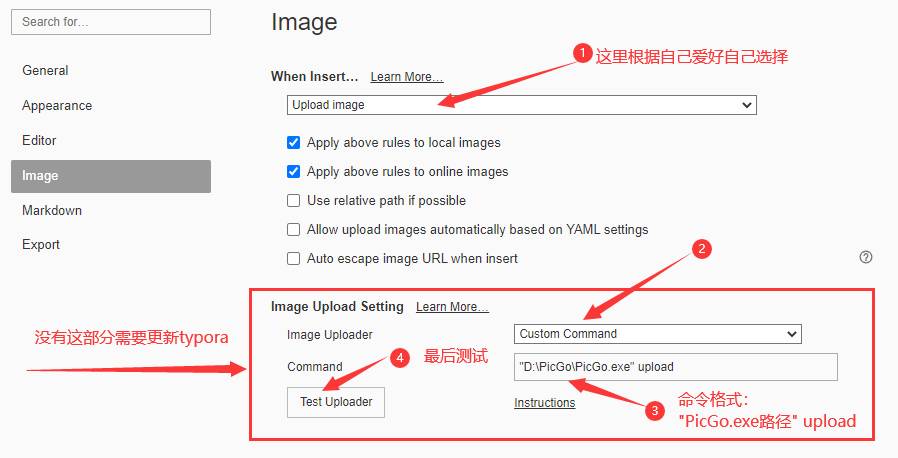 Search for…
Image
General
Appearance
Editor
Image
Markdown
Export
When Insert… Learn More…
1 这里根据自己爱好自己选择
Upload image
Apply above rules to local images
Apply above rules to online images
Use relative path if possible
Allow upload images automatically based on YAML settings
Auto escape image URL when insert
?
2
没有这部分需要更新typora
Image Upload Setting Learn More…
Image Uploader
Custom Command
Command
"D:\PicGo\PicGo.exe" upload
4 最后测试
Test Uploader
Instructions
3 命令格式：
"PicGo.exe路径" upload